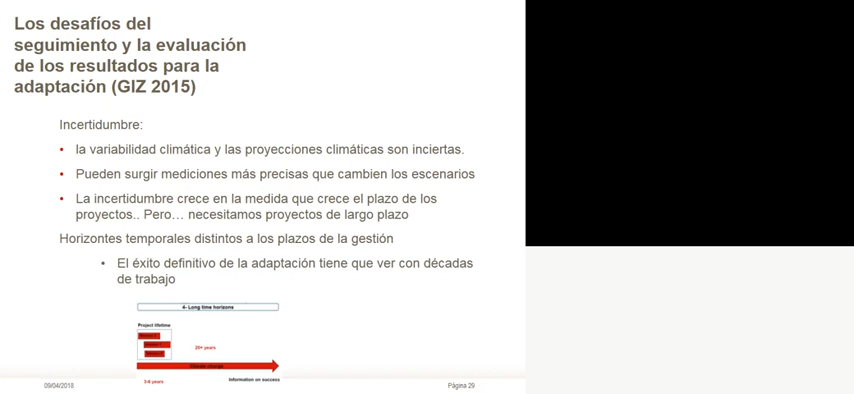 Los desafíos del
seguimiento y la evaluación
de los resultados para la
adaptación (GIZ 2015)
Incertidumbre:
• la variabilidad climática y las proyecciones climáticas son inciertas.
• Pueden surgir mediciones más precisas que cambien los escenarios
• La incertidumbre crece en la medida que crece el plazo de los
proyectos.. Pero… necesitamos proyectos de largo plazo
Horizontes temporales distintos a los plazos de la gestión
• El éxito definitivo de la adaptación tiene que ver con décadas
de trabajo
4- Long time horizons
Project lifetime
20+ years
Climate change
3-6 years
Information on success
09/04/2018
Página 29